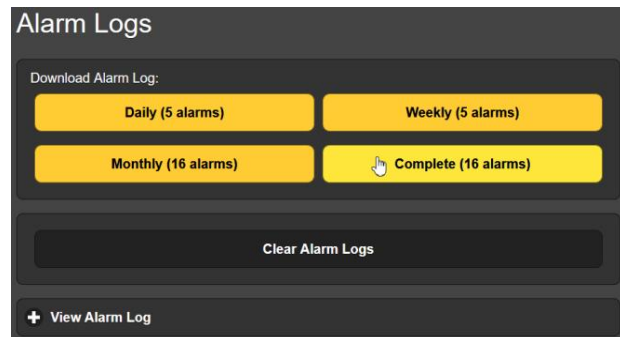 Alarm Logs
Download Alarm Log:
Daily (5 alarms)
Weekly (5 alarms)
Monthly (16 alarms)
Complete (16 alarms)
Clear Alarm Logs
View Alarm Log